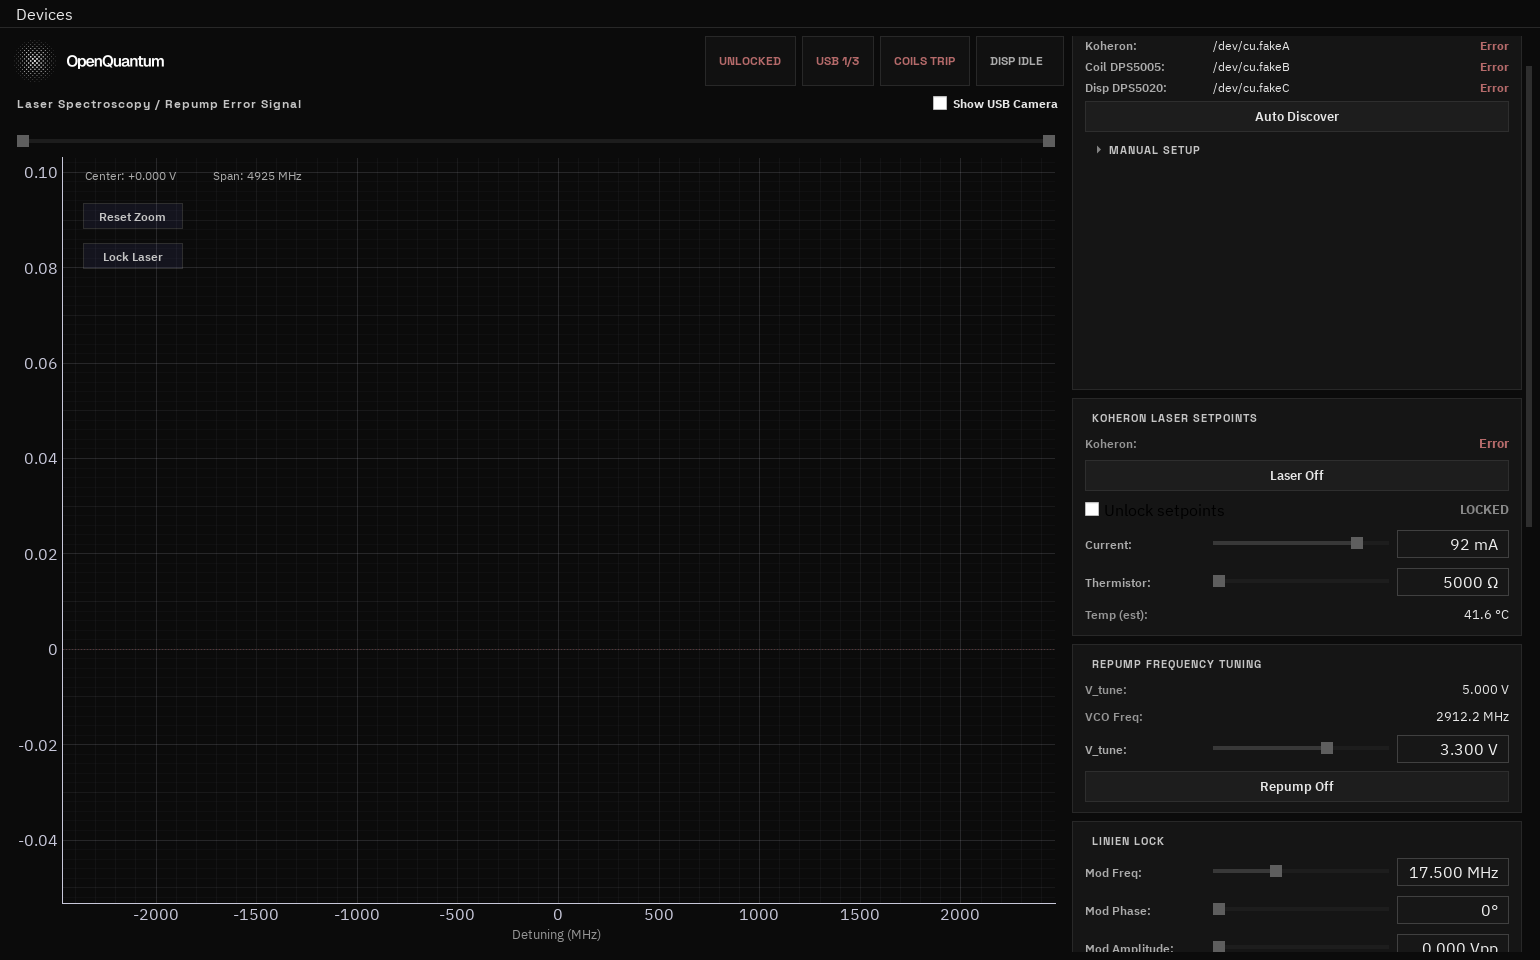 Devices
OpenQuantum
UNLOCKED
USB 1/3
COILS TRIP
DISP IDLE
Laser Spectroscopy / Repump Error Signal
Show USB Camera
Center: +0.000 V
Span: 4925 MHz
Reset Zoom
Lock Laser
0.10
0.08
0.06
0.04
0.02
0
-0.02
-0.04
-2000
-1500
-1000
-500
0
500
1000
1500
2000
Detuning (MHz)
Koheron: /dev/cu.fakeA Error
Coil DPS5005: /dev/cu.fakeB Error
Disp DPS5020: /dev/cu.fakeC Error
Auto Discover
MANUAL SETUP
KOHERON LASER SETPOINTS
Koheron: Error
Laser Off
Unlock setpoints LOCKED
Current: 92 mA
Thermistor: 5000 Ω
Temp (est): 41.6 °C
REPUMP FREQUENCY TUNING
V_tune: 5.000 V
VCO Freq: 2912.2 MHz
V_tune: 3.300 V
Repump Off
LINIEN LOCK
Mod Freq: 17.500 MHz
Mod Phase: 0°
Mod Amplitude: 0.000 Vpp